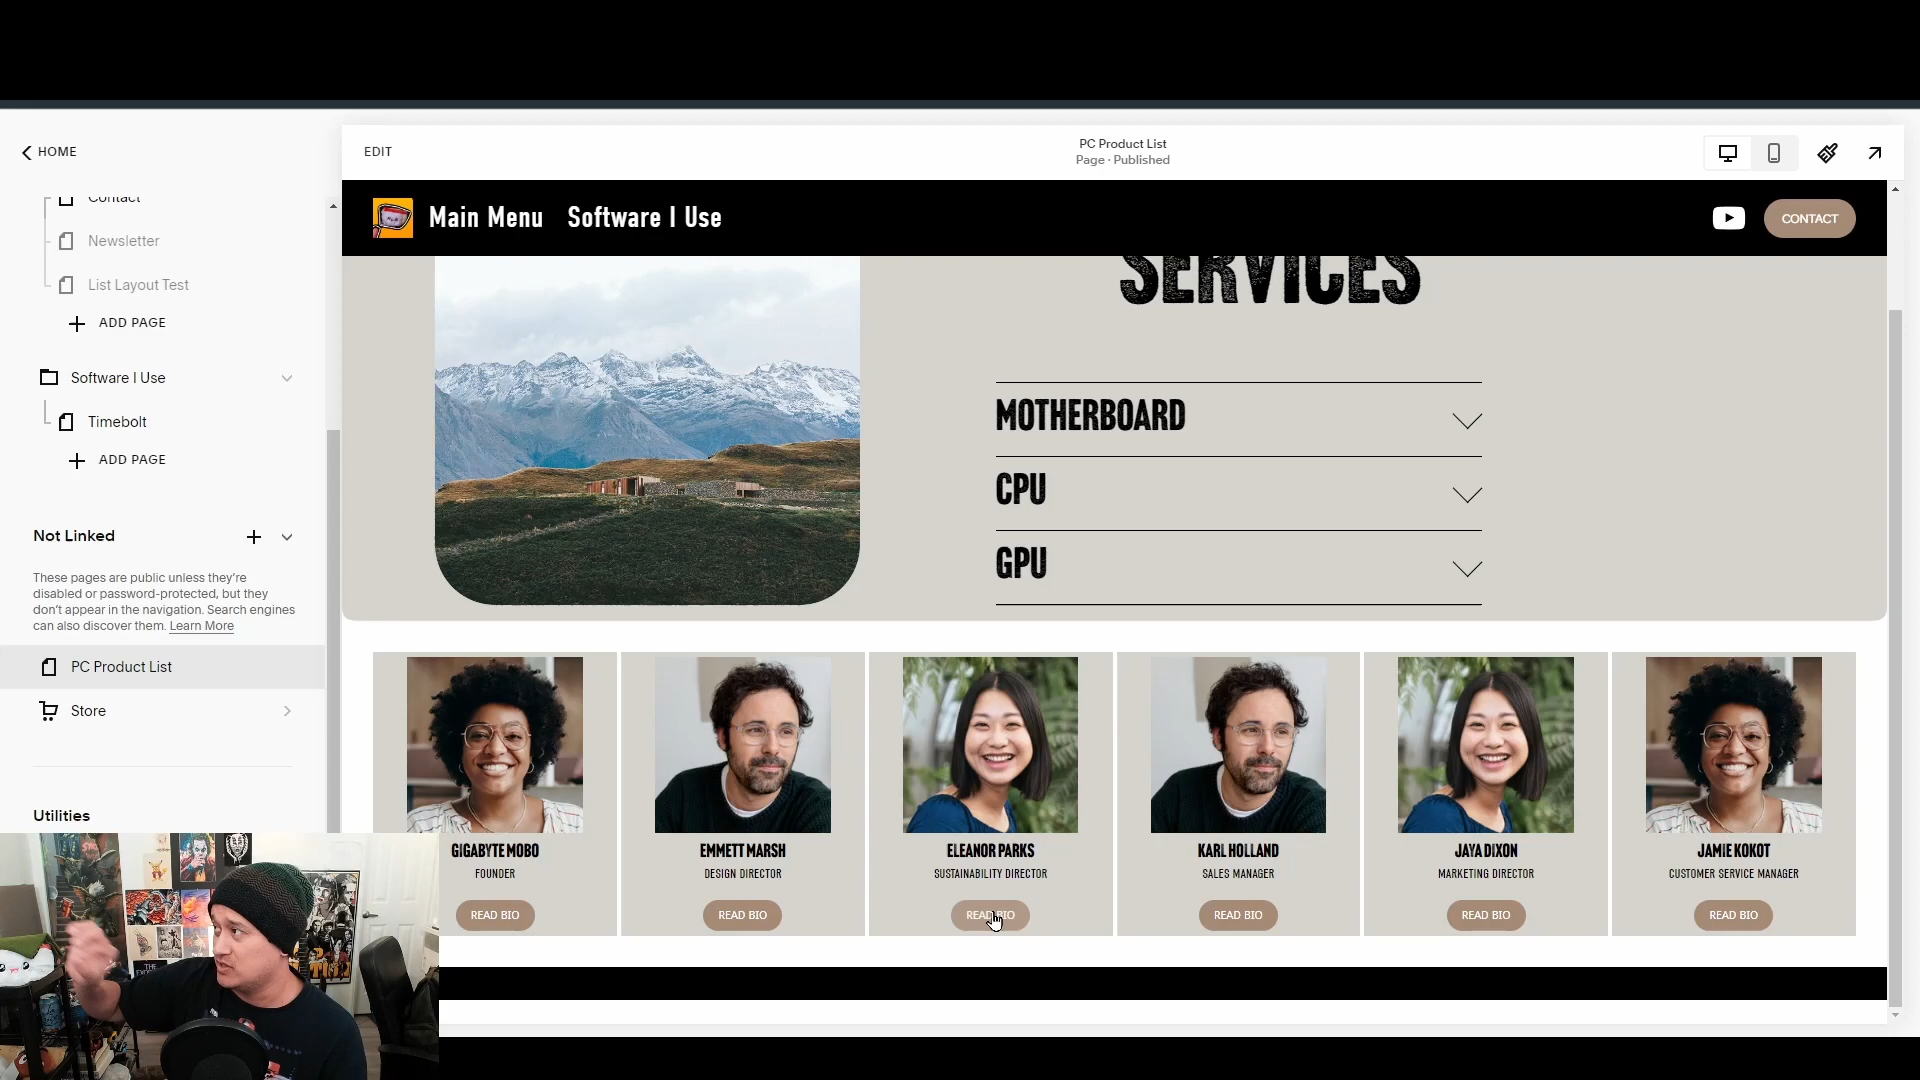 HOME
Contact
Newsletter
List Layout Test
ADD PAGE
Software I Use
Timebolt
ADD PAGE
Not Linked
These pages are public unless they're
disabled or password-protected, but they
don't appear in the navigation. Search engines
can also discover them. Learn More
PC Product List
Store
Utilities
EDIT
PC Product List
Page · Published
Main Menu Software I Use
CONTACT
SERVICES
MOTHERBOARD
CPU
GPU
GIGABYTE MOBO
FOUNDER
READ BIO
EMMETT MARSH
DESIGN DIRECTOR
READ BIO
ELEANOR PARKS
SUSTAINABILITY DIRECTOR
READ BIO
KARL HOLLAND
SALES MANAGER
READ BIO
JAYA DIXON
MARKETING DIRECTOR
READ BIO
JAMIE KOKOT
CUSTOMER SERVICE MANAGER
READ BIO